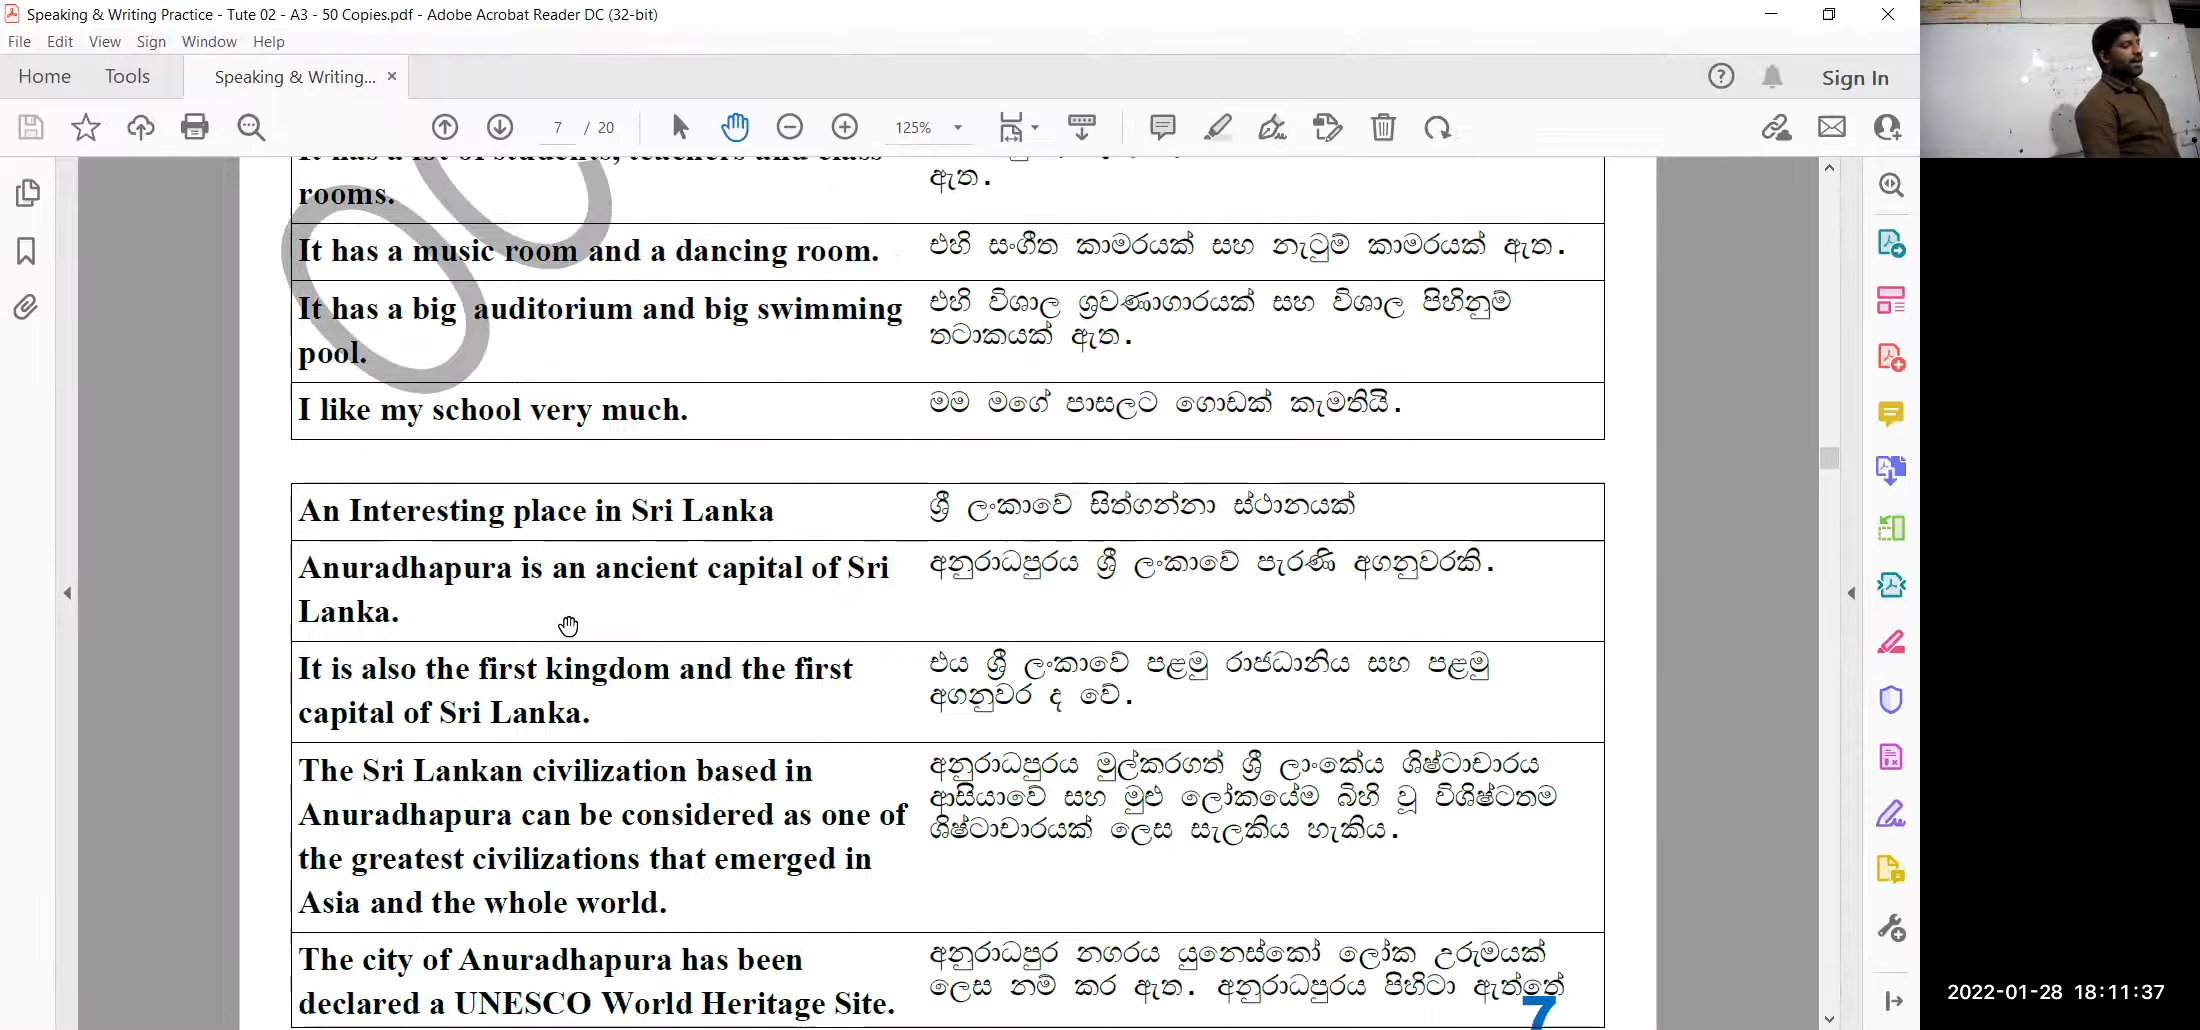 Speaking & Writing Practice - Tute 02 - A3 - 50 Copies.pdf - Adobe Acrobat Reader DC (32-bit)
File Edit View Sign Window Help
Home Tools Speaking & Writing... × Sign In
7 / 20 125%
It has a lot of students, teachers and class
rooms.
ඇත.
It has a music room and a dancing room.
එහි සංගීත කාමරයක් සහ නැටුම් කාමරයක් ඇත.
It has a big auditorium and big swimming
pool.
එහි විශාල ශ්‍රවණාගාරයක් සහ විශාල පිහිනුම්
තටාකයක් ඇත.
I like my school very much.
මම මගේ පාසලට ගොඩක් කැමතියි.
An Interesting place in Sri Lanka
ශ්‍රී ලංකාවේ සිත්ගන්නා ස්ථානයක්
Anuradhapura is an ancient capital of Sri
Lanka.
අනුරාධපුරය ශ්‍රී ලංකාවේ පැරණි අගනුවරකි.
It is also the first kingdom and the first
capital of Sri Lanka.
එය ශ්‍රී ලංකාවේ පළමු රාජධානිය සහ පළමු
අගනුවර ද වේ.
The Sri Lankan civilization based in
Anuradhapura can be considered as one of
the greatest civilizations that emerged in
Asia and the whole world.
අනුරාධපුරය මුල්කරගත් ශ්‍රී ලාංකේය ශිෂ්ටාචාරය
ආසියාවේ සහ මුළු ලෝකයේම බිහි වූ විශිෂ්ටතම
ශිෂ්ටාචාරයක් ලෙස සැලකිය හැකිය.
The city of Anuradhapura has been
declared a UNESCO World Heritage Site.
අනුරාධපුර නගරය යුනෙස්කෝ ලෝක උරුමයක්
ලෙස නම් කර ඇත. අනුරාධපුරය පිහිටා ඇත්තේ
7
2022-01-28 18:11:37